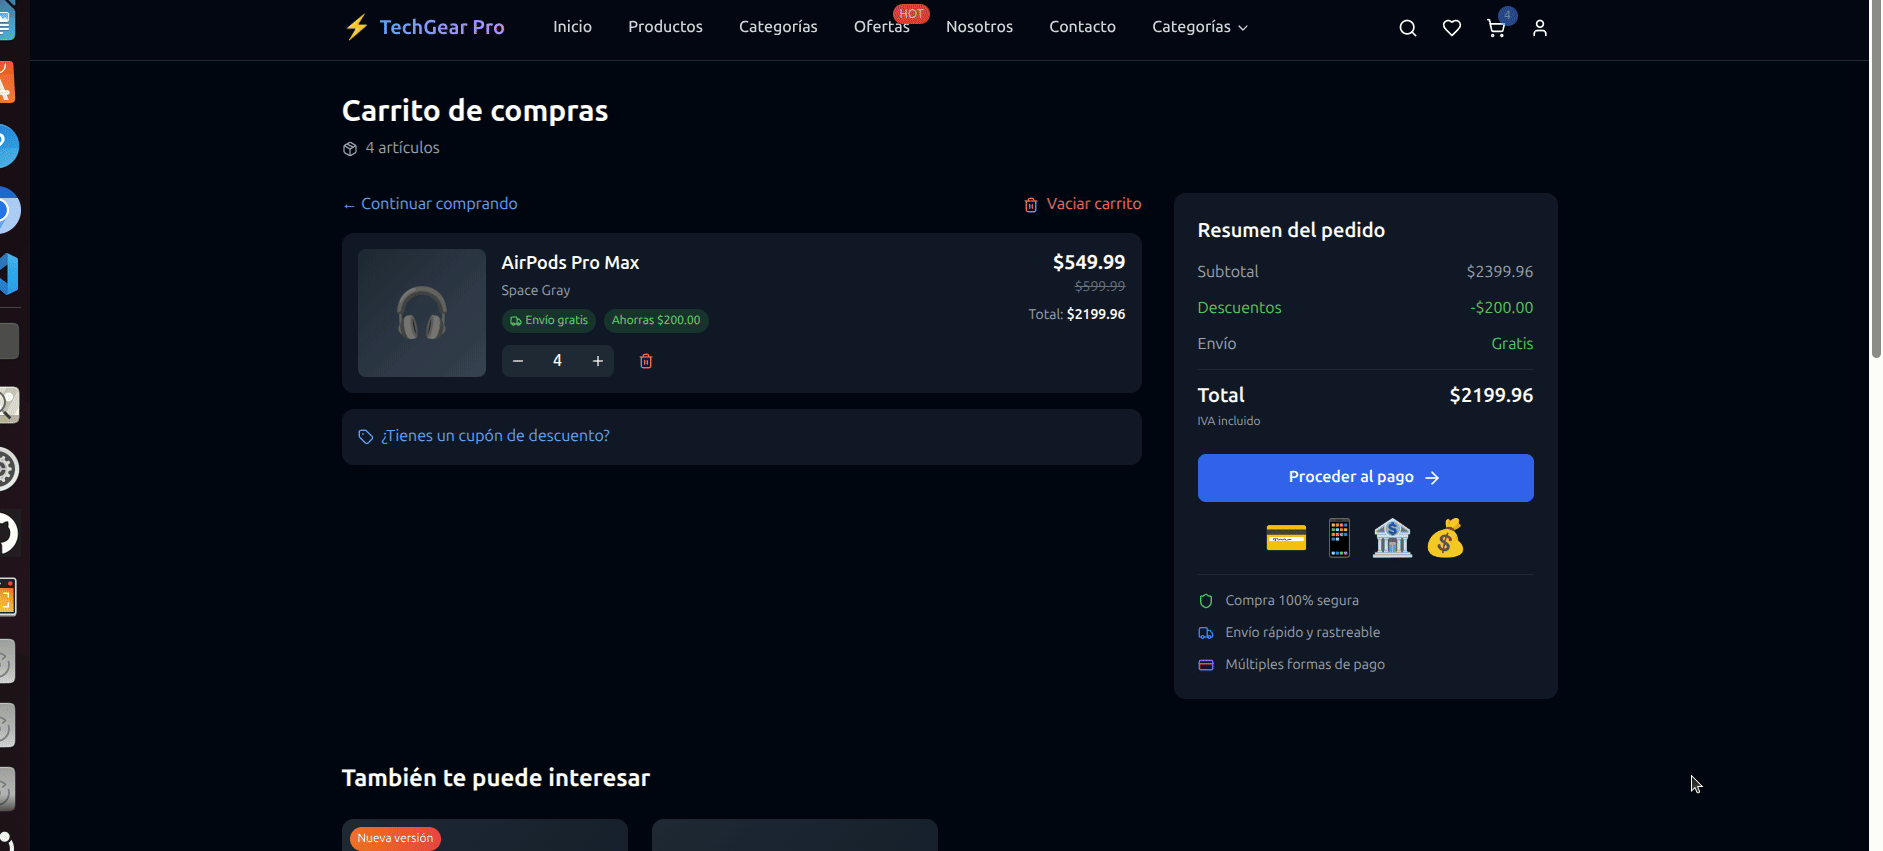 TechGear Pro Inicio Productos Categorías Ofertas HOT Nosotros Contacto Categorías 4
Carrito de compras
4 artículos
← Continuar comprando Vaciar carrito
AirPods Pro Max $549.99
Space Gray $599.99
Envío gratis Ahorras $200.00 Total: $2199.96
− 4 +
¿Tienes un cupón de descuento?
Resumen del pedido
Subtotal $2399.96
Descuentos -$200.00
Envío Gratis
Total $2199.96
IVA incluido
Proceder al pago →
Compra 100% segura
Envío rápido y rastreable
Múltiples formas de pago
También te puede interesar
Nueva versión